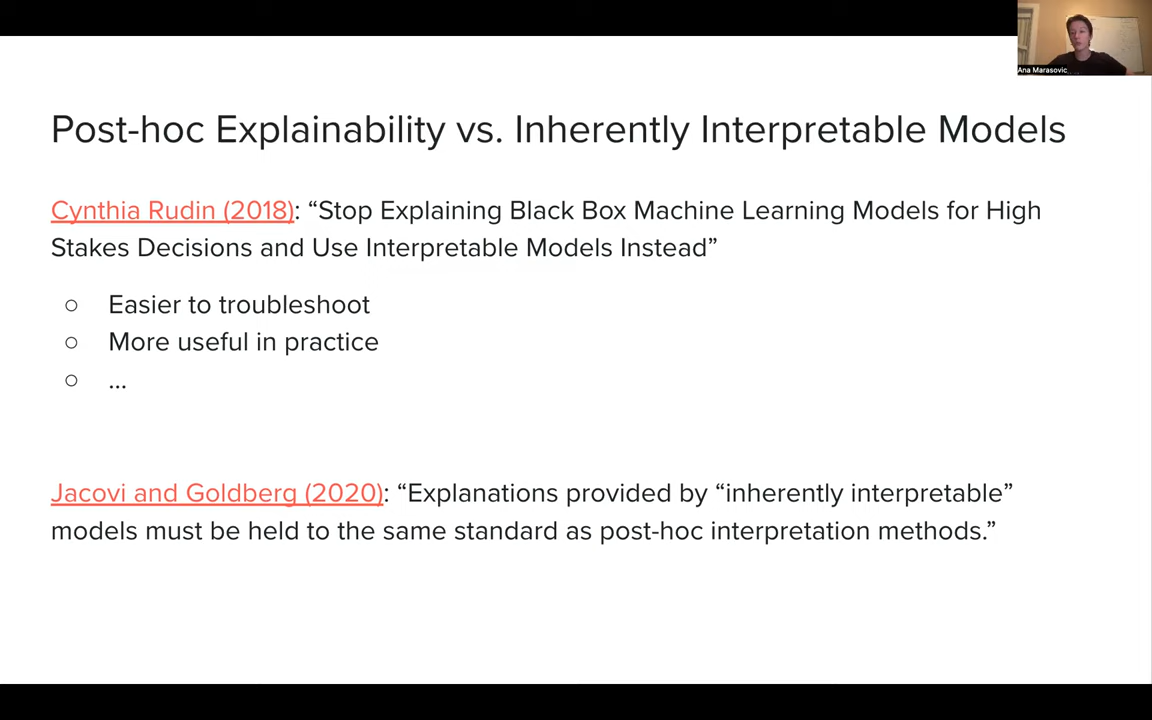 Ana Marasovic
Post-hoc Explainability vs. Inherently Interpretable Models
Cynthia Rudin (2018): “Stop Explaining Black Box Machine Learning Models for High
Stakes Decisions and Use Interpretable Models Instead”
○ Easier to troubleshoot
○ More useful in practice
○ ...
Jacovi and Goldberg (2020): “Explanations provided by “inherently interpretable”
models must be held to the same standard as post-hoc interpretation methods.”